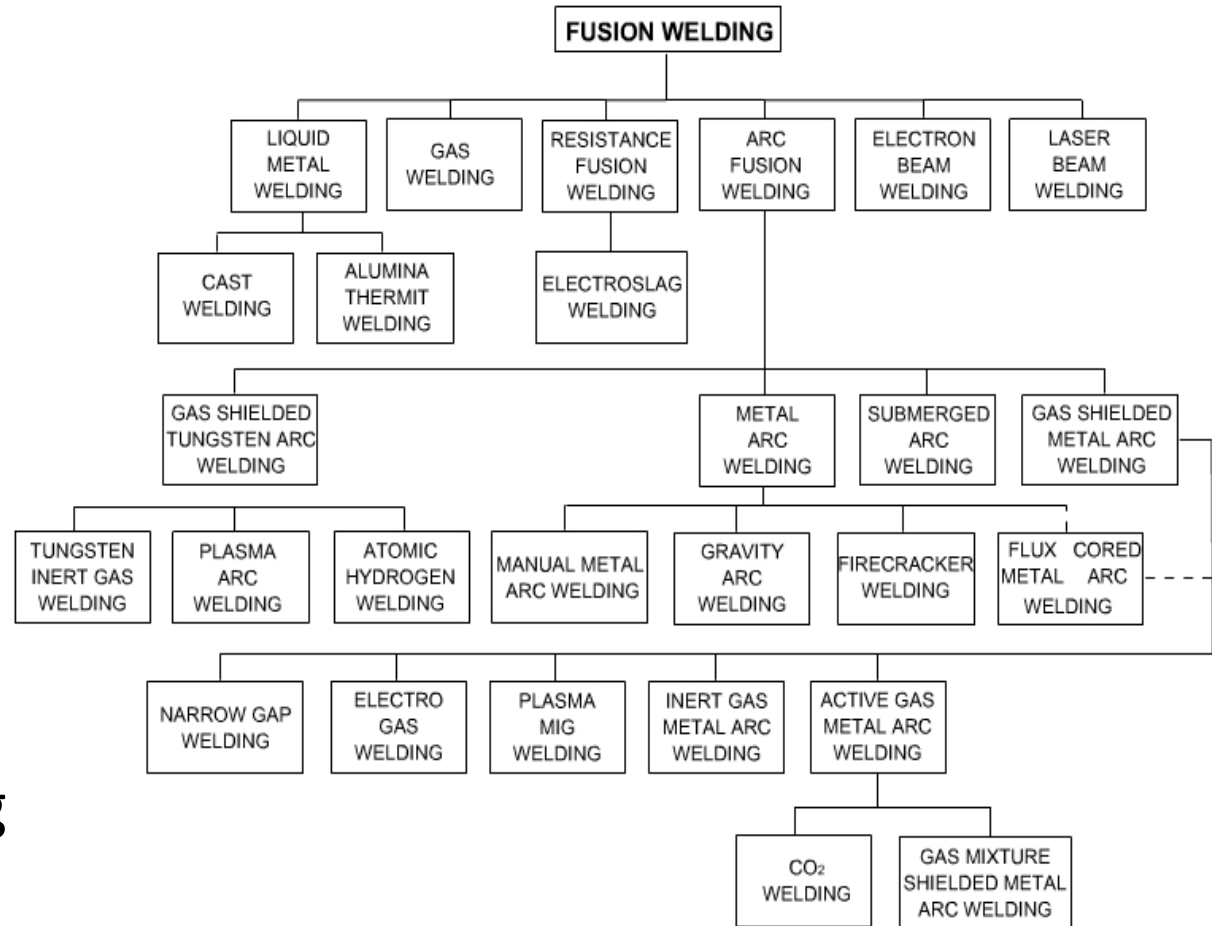 FUSION WELDING
LIQUID
METAL
WELDING
GAS
WELDING
RESISTANCE
FUSION
WELDING
ARC
FUSION
WELDING
ELECTRON
BEAM
WELDING
LASER
BEAM
WELDING
CAST
WELDING
ALUMINA
THERMIT
WELDING
ELECTROSLAG
WELDING
GAS SHIELDED
TUNGSTEN ARC
WELDING
METAL
ARC
WELDING
SUBMERGED
ARC
WELDING
GAS SHIELDED
METAL ARC
WELDING
TUNGSTEN
INERT GAS
WELDING
PLASMA
ARC
WELDING
ATOMIC
HYDROGEN
WELDING
MANUAL METAL
ARC WELDING
GRAVITY
ARC
WELDING
FIRECRACKER
WELDING
FLUX CORED
METAL ARC
WELDING
NARROW GAP
WELDING
ELECTRO
GAS
WELDING
PLASMA
MIG
WELDING
INERT GAS
METAL ARC
WELDING
ACTIVE GAS
METAL ARC
WELDING
g
CO₂
WELDING
GAS MIXTURE
SHIELDED METAL
ARC WELDING